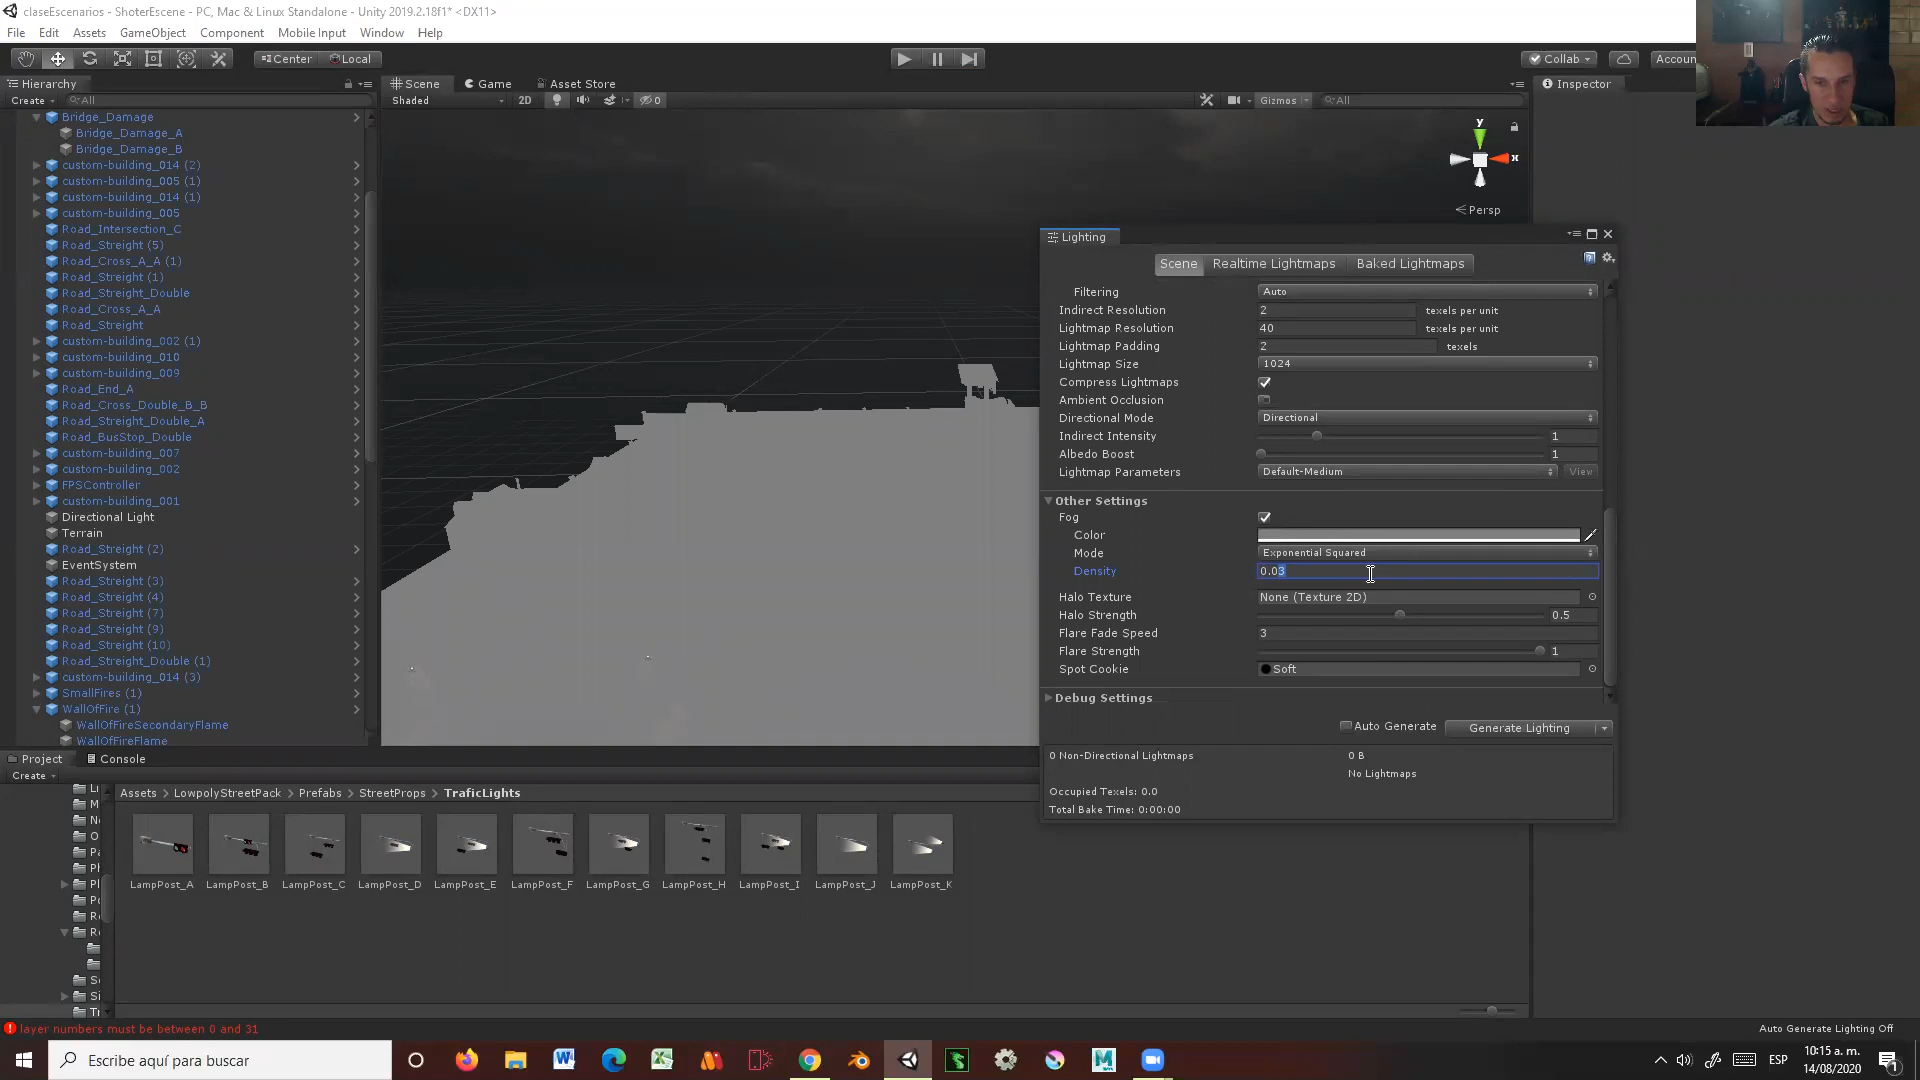 claseEscenarios - ShoterEscene - PC, Mac & Linux Standalone - Unity 2019.2.18f1* <DX11>
File Edit Assets GameObject Component Mobile Input Window Help
Center Local Collab Accoun
Hierarchy
Create All
Bridge_Damage
Bridge_Damage_A
Bridge_Damage_B
custom-building_014 (2)
custom-building_005 (1)
custom-building_014 (1)
custom-building_005
Road_Intersection_C
Road_Streight (5)
Road_Cross_A_A (1)
Road_Streight (1)
Road_Streight_Double
Road_Cross_A_A
Road_Streight
custom-building_002 (1)
custom-building_010
custom-building_009
Road_End_A
Road_Cross_Double_B_B
Road_Streight_Double_A
Road_BusStop_Double
custom-building_007
custom-building_002
FPSController
custom-building_001
Directional Light
Terrain
Road_Streight (2)
EventSystem
Road_Streight (3)
Road_Streight (4)
Road_Streight (7)
Road_Streight (9)
Road_Streight (10)
Road_Streight_Double (1)
custom-building_014 (3)
SmallFires (1)
WallOfFire (1)
WallOfFireSecondaryFlame
WallOfFireFlame
Scene Game Asset Store
Shaded 2D 0 Gizmos All
y
x
Persp
Inspector
Lighting
Scene Realtime Lightmaps Baked Lightmaps
Filtering Auto
Indirect Resolution 2 texels per unit
Lightmap Resolution 40 texels per unit
Lightmap Padding 2 texels
Lightmap Size 1024
Compress Lightmaps
Ambient Occlusion
Directional Mode Directional
Indirect Intensity 1
Albedo Boost 1
Lightmap Parameters Default-Medium View
Other Settings
Fog
Color
Mode Exponential Squared
Density 0.03
Halo Texture None (Texture 2D)
Halo Strength 0.5
Flare Fade Speed 3
Flare Strength 1
Spot Cookie Soft
Debug Settings
Auto Generate Generate Lighting
0 Non-Directional Lightmaps 0 B
No Lightmaps
Occupied Texels: 0.0
Total Bake Time: 0:00:00
Project Console
Create
Assets > LowpolyStreetPack > Prefabs > StreetProps > TraficLights
LampPost_A LampPost_B LampPost_C LampPost_D LampPost_E LampPost_F LampPost_G LampPost_H LampPost_I LampPost_J LampPost_K
layer numbers must be between 0 and 31
Auto Generate Lighting Off
Escribe aquí para buscar
ESP
10:15 a. m.
14/08/2020
1